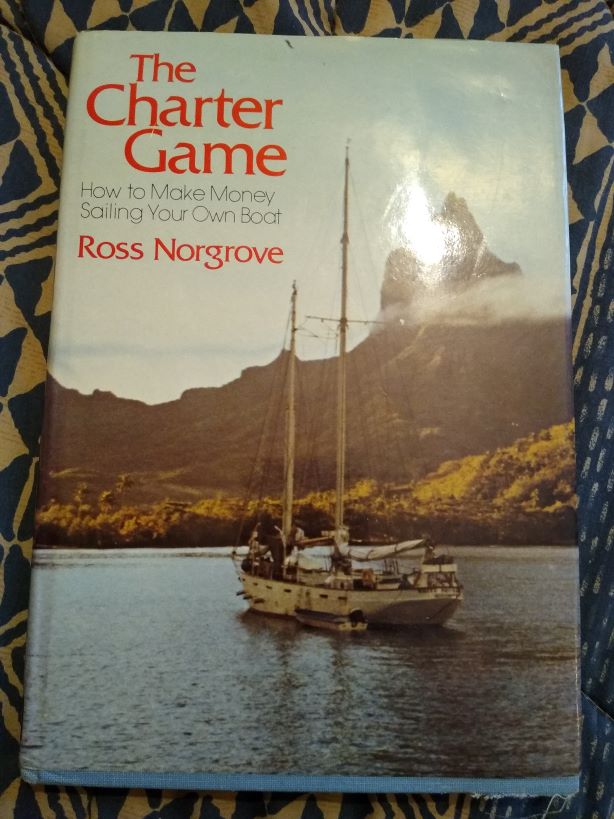 The
Charter
Game
How to Make Money
Sailing Your Own Boat
Ross Norgrove